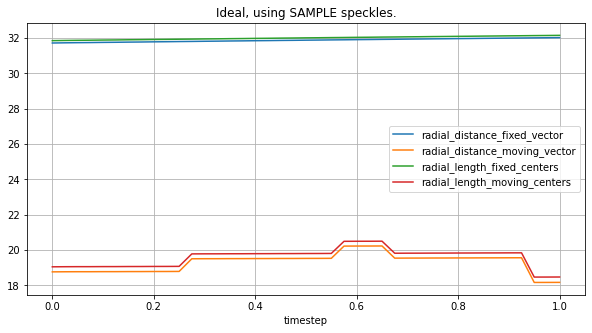 Ideal, using SAMPLE speckles.
32
30
28
26
24
22
20
18
radial_distance_fixed_vector
radial_distance_moving_vector
radial_length_fixed_centers
radial_length_moving_centers
0.0 0.2 0.4 0.6 0.8 1.0
timestep